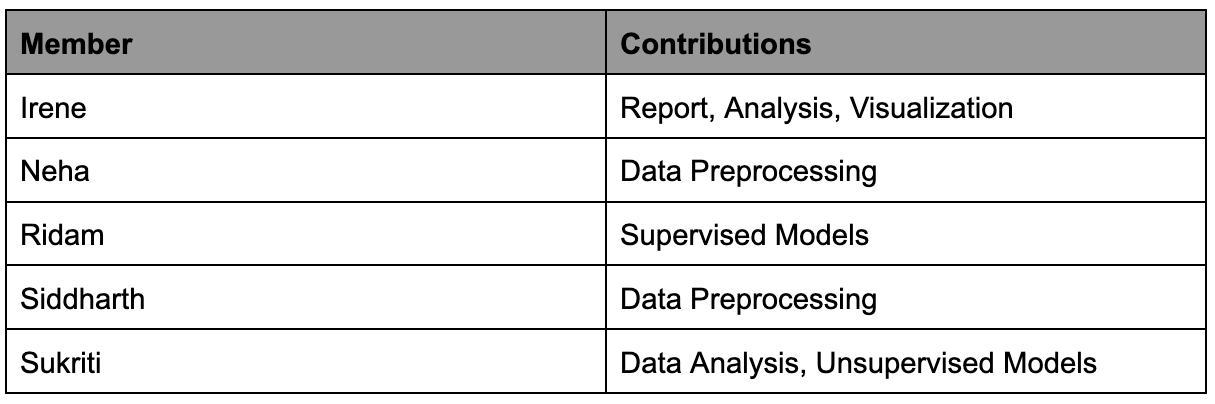 Member Contributions
Irene Report, Analysis, Visualization
Neha Data Preprocessing
Ridam Supervised Models
Siddharth Data Preprocessing
Sukriti Data Analysis, Unsupervised Models